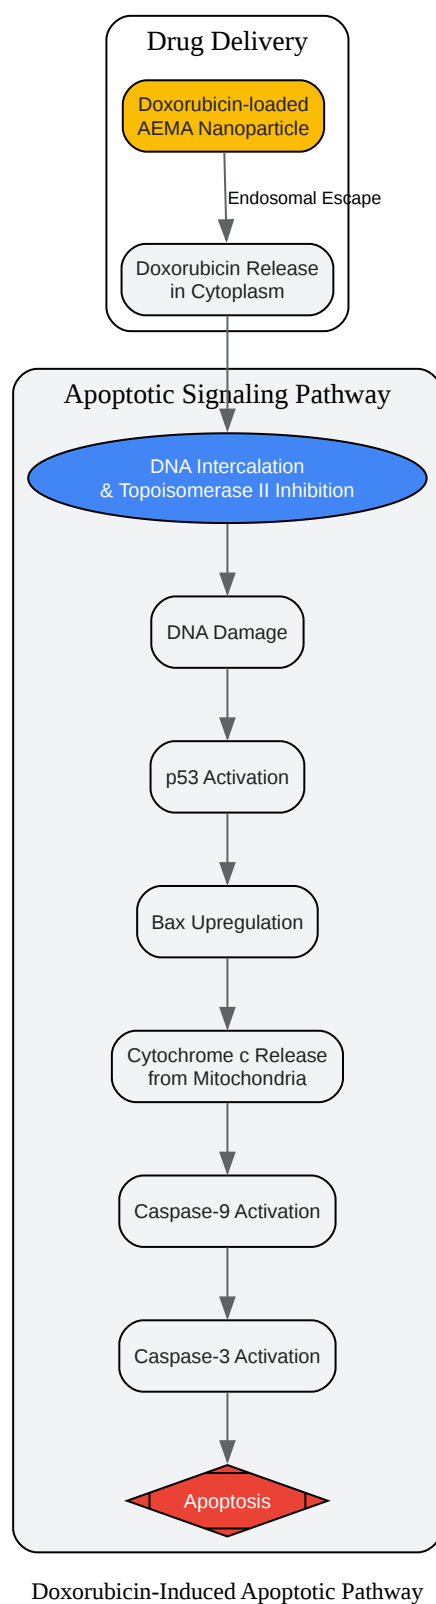 Drug Delivery
Doxorubicin-loaded
AEMA Nanoparticle
Endosomal Escape
Doxorubicin Release
in Cytoplasm
Apoptotic Signaling Pathway
DNA Intercalation
& Topoisomerase II Inhibition
DNA Damage
p53 Activation
Bax Upregulation
Cytochrome c Release
from Mitochondria
Caspase-9 Activation
Caspase-3 Activation
Apoptosis
Doxorubicin-Induced Apoptotic Pathway